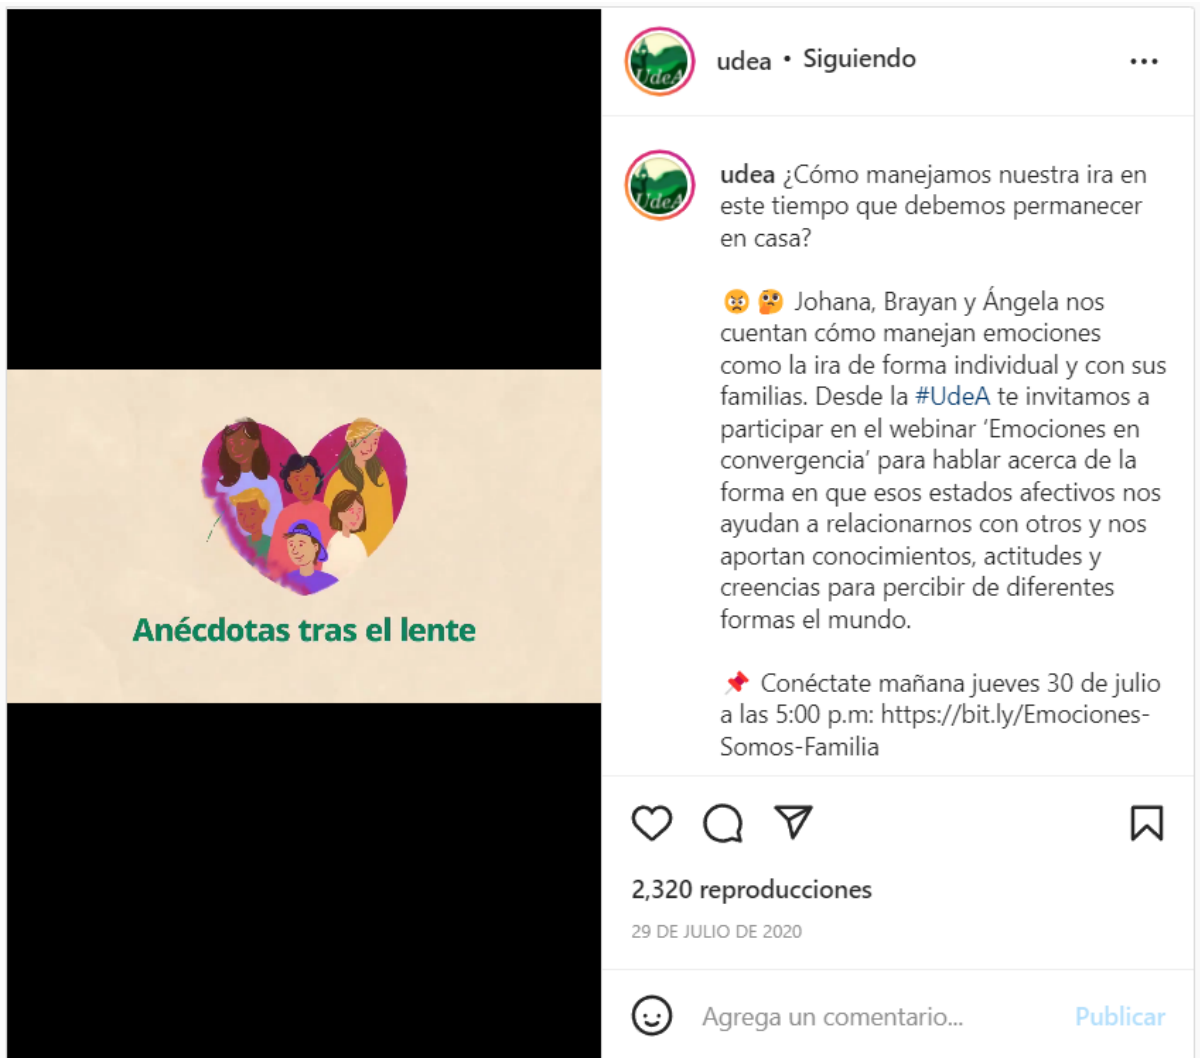 Anécdotas tras el lente
UdeA
udea • Siguiendo
UdeA
udea ¿Cómo manejamos nuestra ira en
este tiempo que debemos permanecer
en casa?
😠 🤔 Johana, Brayan y Ángela nos
cuentan cómo manejan emociones
como la ira de forma individual y con sus
familias. Desde la #UdeA te invitamos a
participar en el webinar ‘Emociones en
convergencia’ para hablar acerca de la
forma en que esos estados afectivos nos
ayudan a relacionarnos con otros y nos
aportan conocimientos, actitudes y
creencias para percibir de diferentes
formas el mundo.
📌 Conéctate mañana jueves 30 de julio
a las 5:00 p.m: https://bit.ly/Emociones-
Somos-Familia
2,320 reproducciones
29 DE JULIO DE 2020
Agrega un comentario... Publicar